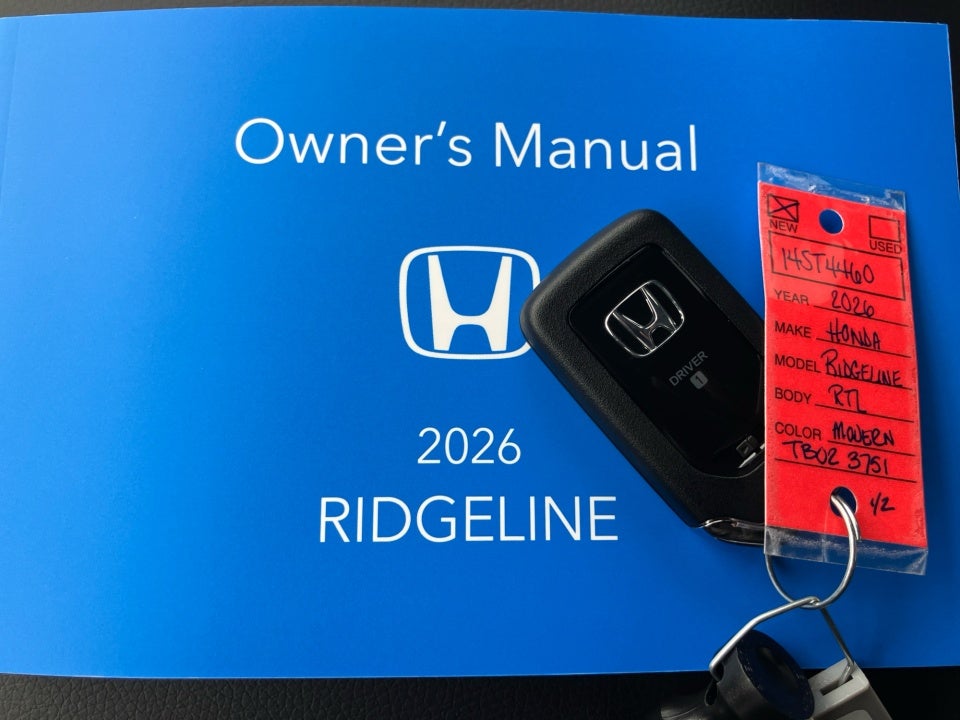 Owner's Manual
2026
RIDGELINE
DRIVER
1
NEW
USED
14ST4460
YEAR 2026
MAKE HONDA
MODEL RIDGELINE
BODY RTL
COLOR MODERN
TB02 3751
1/2